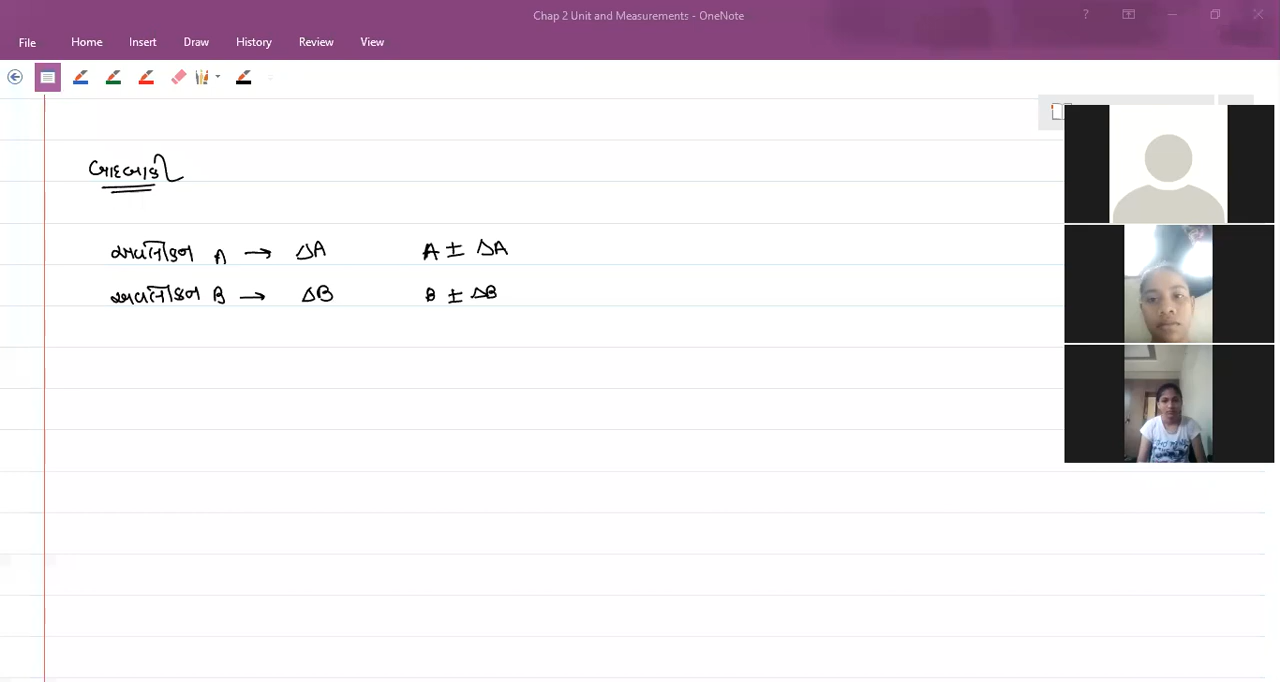 Chap 2 Unit and Measurements - OneNote
?
File Home Insert Draw History Review View
બાદબાકી
અવલોકન A → ΔA A ± ΔA
અવલોકન B → ΔB B ± ΔB